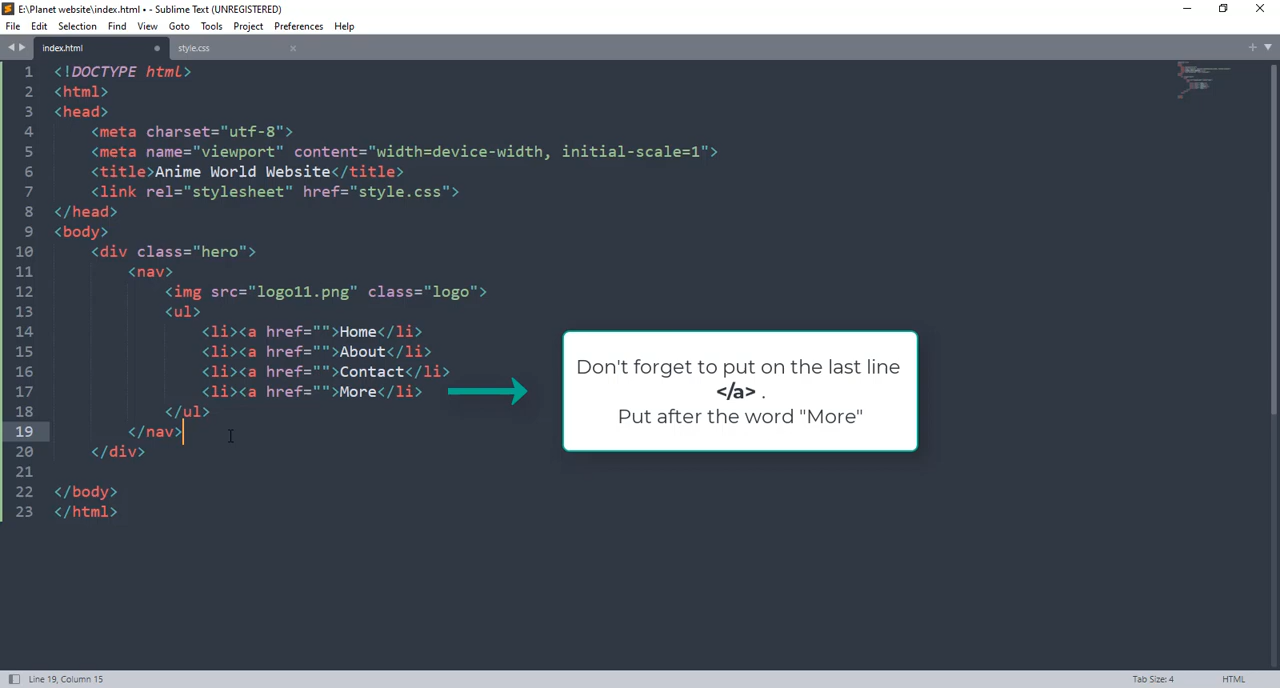 E:\Planet website\index.html • - Sublime Text (UNREGISTERED)
File Edit Selection Find View Goto Tools Project Preferences Help
index.html style.css
1 <!DOCTYPE html>
2 <html>
3 <head>
4 <meta charset="utf-8">
5 <meta name="viewport" content="width=device-width, initial-scale=1">
6 <title>Anime World Website</title>
7 <link rel="stylesheet" href="style.css">
8 </head>
9 <body>
10 <div class="hero">
11 <nav>
12 <img src="logo11.png" class="logo">
13 <ul>
14 <li><a href="">Home</li>
15 <li><a href="">About</li>
16 <li><a href="">Contact</li>
17 <li><a href="">More</li>
18 </ul>
19 </nav>
20 </div>
21
22 </body>
23 </html>
Don't forget to put on the last line
</a> .
Put after the word "More"
Line 19, Column 15
Tab Size: 4
HTML